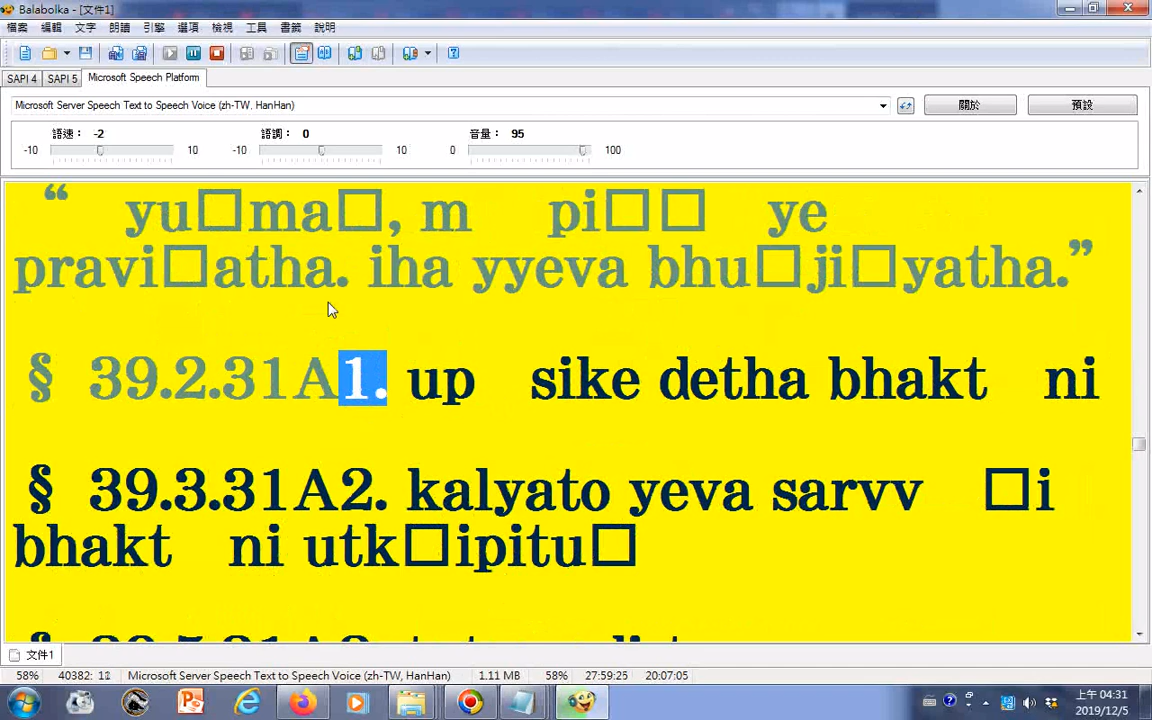 Balabolka - [文件1]
檔案 編輯 文字 朗讀 引擎 選項 檢視 工具 書籤 說明
SAPI 4 SAPI 5 Microsoft Speech Platform
Microsoft Server Speech Text to Speech Voice (zh-TW, HanHan) 關於 預設
語速： -2 語調： 0 音量： 95
-10 10 -10 10 0 100
“ yu□ma□, m pi□□ ye
pravi□atha. iha yyeva bhu□ji□yatha.”
§ 39.2.31A1. up sike detha bhakt ni
§ 39.3.31A2. kalyato yeva sarvv □i
bhakt ni utk□ipitu□
文件1
58% 40382: 12 Microsoft Server Speech Text to Speech Voice (zh-TW, HanHan) 1.11 MB 58% 27:59:25 20:07:05
上午 04:31
2019/12/5